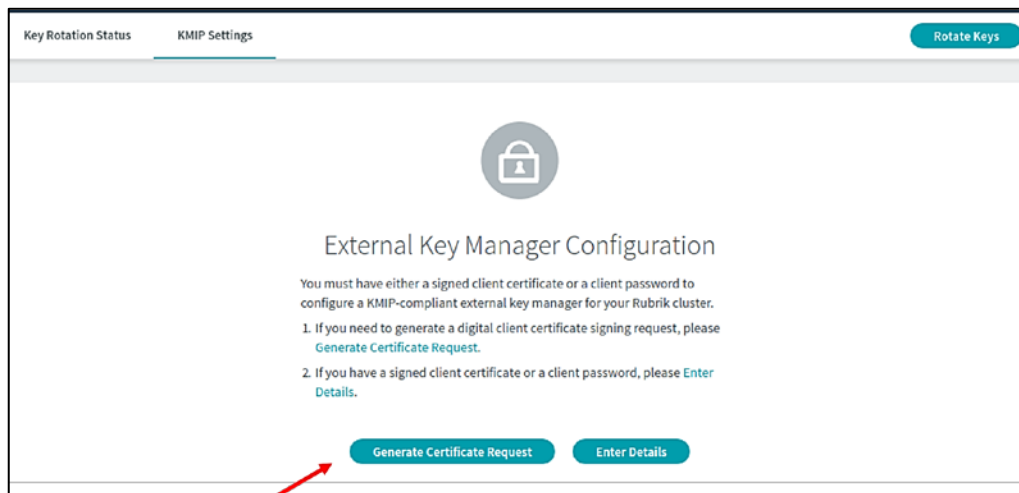 Key Rotation Status KMIP Settings Rotate Keys
External Key Manager Configuration
You must have either a signed client certificate or a client password to
configure a KMIP-compliant external key manager for your Rubrik cluster.
1. If you need to generate a digital client certificate signing request, please
Generate Certificate Request.
2. If you have a signed client certificate or a client password, please Enter
Details.
Generate Certificate Request Enter Details